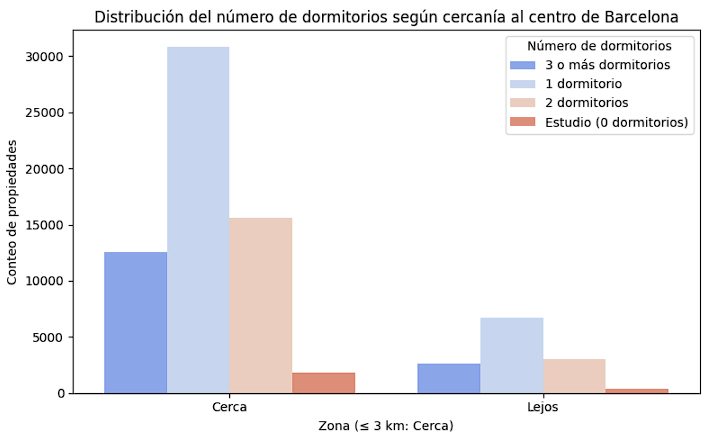 Distribución del número de dormitorios según cercanía al centro de Barcelona
Número de dormitorios
3 o más dormitorios
1 dormitorio
2 dormitorios
Estudio (0 dormitorios)
Conteo de propiedades
30000
25000
20000
15000
10000
5000
0
Cerca
Lejos
Zona (≤ 3 km: Cerca)